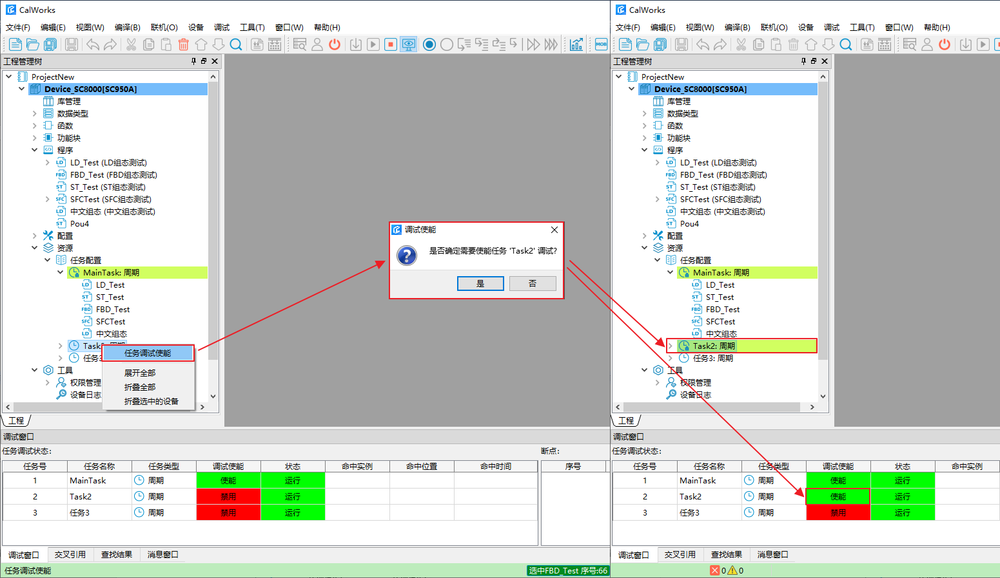 CalWorks
文件(F) 编辑(E) 视图(W) 编译(B) 联机(O) 设备 调试 工具(T) 窗口(W) 帮助(H)
MOB
工程管理树
ProjectNew
Device_SC8000[SC950A]
库管理
数据类型
函数
功能块
程序
LD LD_Test (LD组态测试)
FBD FBD_Test (FBD组态测试)
ST ST_Test (ST组态测试)
SFC SFCTest (SFC组态测试)
LD 中文组态 (中文组态测试)
ST Pou4
配置
资源
任务配置
MainTask: 周期
LD LD_Test
ST ST_Test
FBD FBD_Test
SFC SFCTest
LD 中文组态
任务3
工具
权限管理
设备日志
任务调试使能
展开全部
折叠全部
折叠选中的设备
工程
调试使能
是否确定需要使能任务 'Task2' 调试?
是 否
调试窗口
任务调试状态:
断点:
任务号 任务名称 任务类型 调试使能 状态 命中实例 命中位置 命中时间 序号
1 MainTask 周期 使能 运行
2 Task2 周期 禁用 运行
3 任务3 周期 禁用 运行
调试窗口 交叉引用 查找结果 消息窗口
任务调试使能 选中FBD_Test 序号:66
CalWorks
文件(F) 编辑(E) 视图(W) 编译(B) 联机(O) 设备 调试 工具(T) 窗口(W) 帮助(H)
工程管理树
ProjectNew
Device_SC8000[SC950A]
库管理
数据类型
函数
功能块
程序
LD LD_Test (LD组态测试)
FBD FBD_Test (FBD组态测试)
ST ST_Test (ST组态测试)
SFC SFCTest (SFC组态测试)
LD 中文组态 (中文组态测试)
ST Pou4
配置
资源
任务配置
MainTask: 周期
LD LD_Test
ST ST_Test
FBD FBD_Test
SFC SFCTest
LD 中文组态
Task2: 周期
任务3: 周期
工具
权限管理
设备日志
工程
调试窗口
任务调试状态:
任务号 任务名称 任务类型 调试使能 状态 命中实例
1 MainTask 周期 使能 运行
2 Task2 周期 使能 运行
3 任务3 周期 禁用 运行
调试窗口 交叉引用 查找结果 消息窗口
0 0